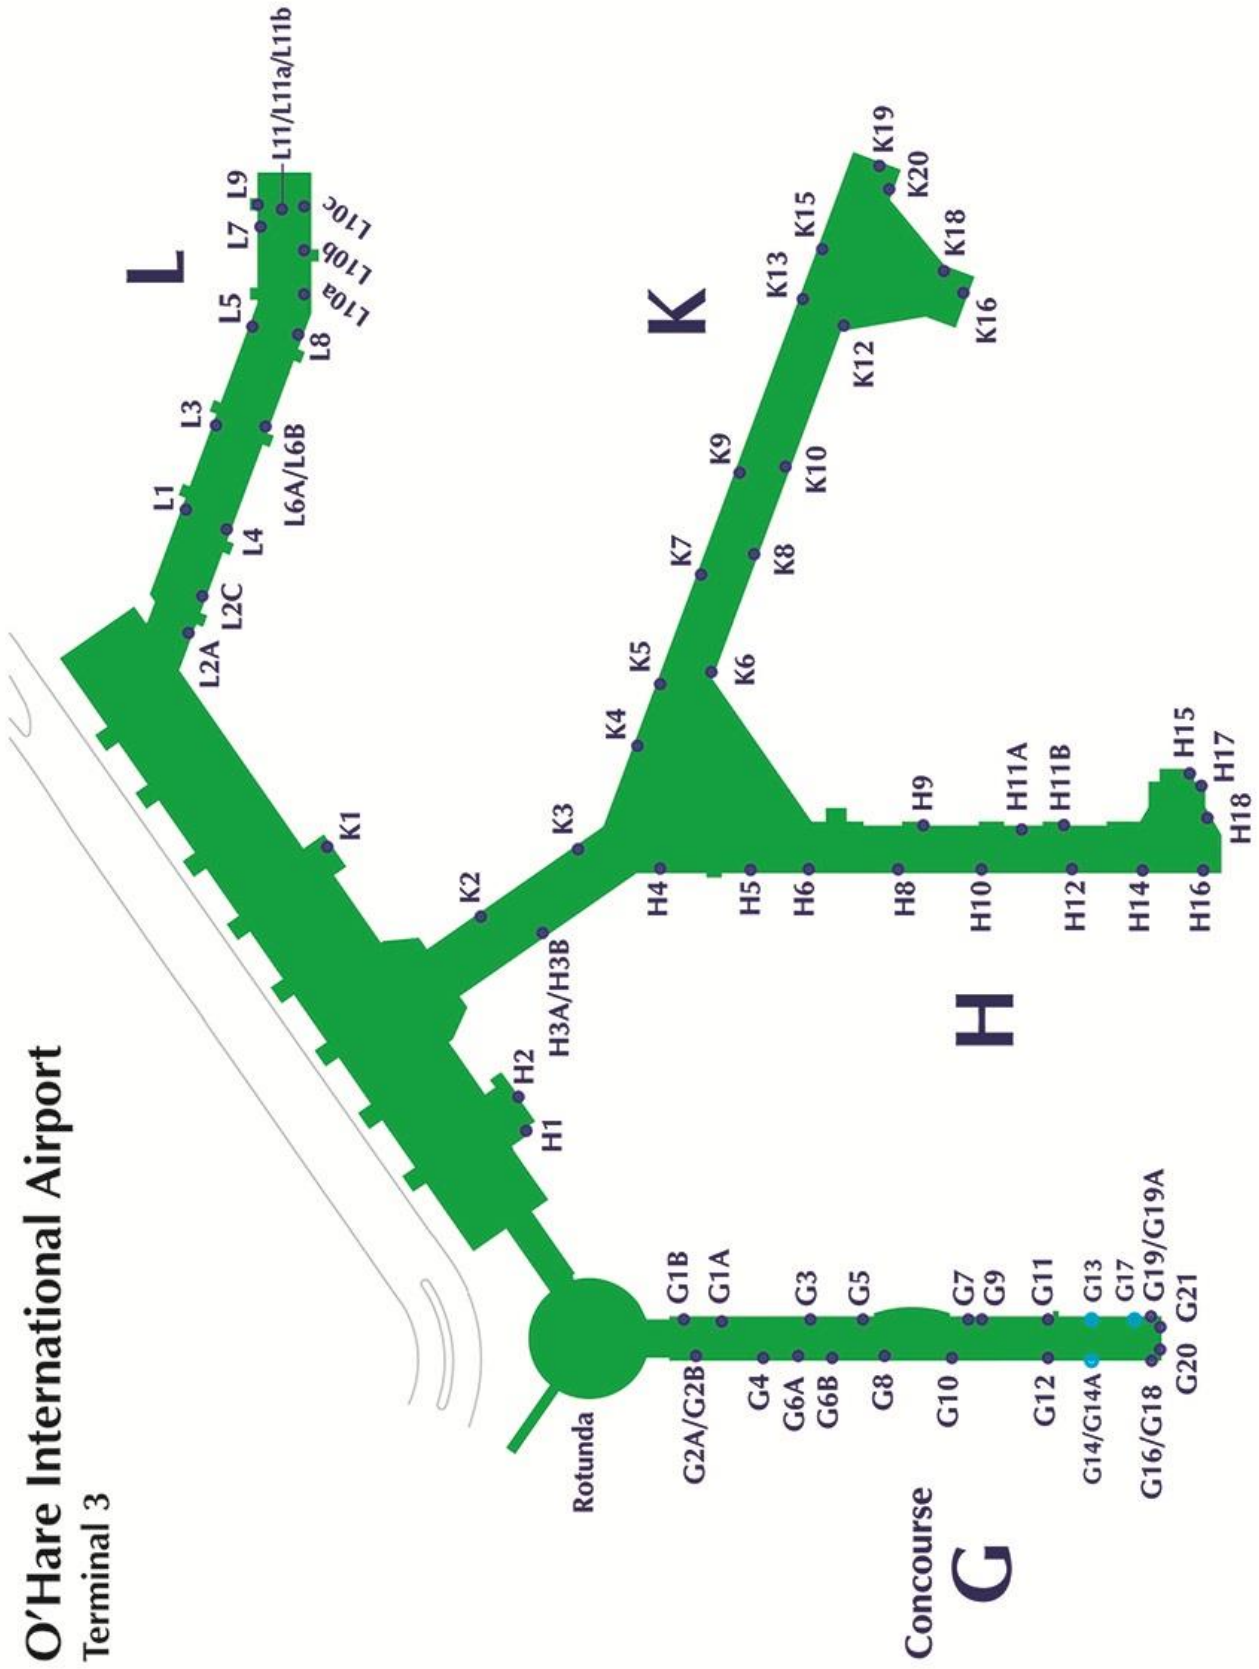 O'Hare International Airport
Terminal 3
Concourse
G
H
K
L
Rotunda
G2A/G2B
G4
G6A
G6B
G8
G10
G12
G14/G14A
G16/G18
G20
G1B
G1A
G3
G5
G7
G9
G11
G13
G17
G19/G19A
G21
H1
H2
H3A/H3B
H4
H5
H6
H8
H10
H12
H14
H16
H9
H11A
H11B
H15
H17
H18
K1
K2
K3
K4
K5
K6
K7
K8
K9
K10
K12
K13
K15
K16
K18
K19
K20
L2A
L2C
L1
L4
L3
L6A/L6B
L5
L8
L7
L9
L10a
L10b
L10c
L11/L11a/L11b